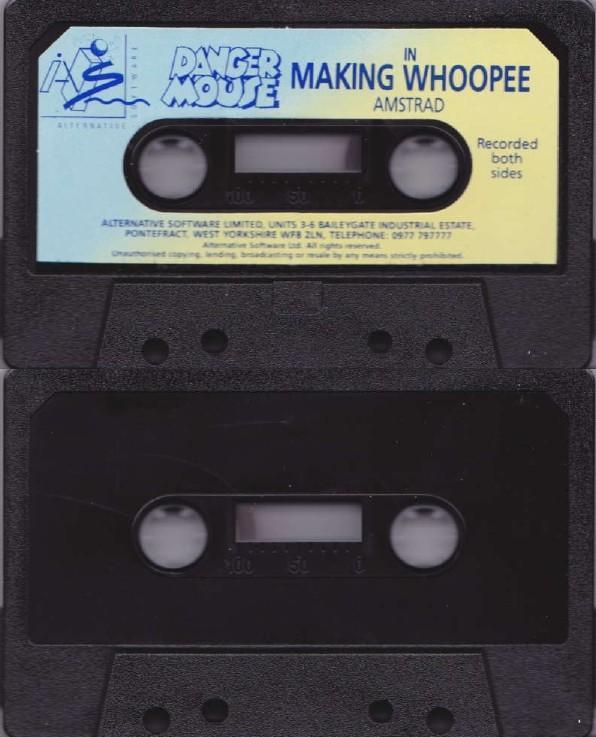 ALTERNATIVE
SOFTWARE
DANGER
MOUSE
IN
MAKING WHOOPEE
AMSTRAD
Recorded
both
sides
100 50 0
ALTERNATIVE SOFTWARE LIMITED, UNITS 3-6 BAILEYGATE INDUSTRIAL ESTATE,
PONTEFRACT, WEST YORKSHIRE WF8 2LN, TELEPHONE: 0977 797777
Alternative Software Ltd. All rights reserved.
Unauthorised copying, lending, broadcasting or resale by any means strictly prohibited.
100 50 0